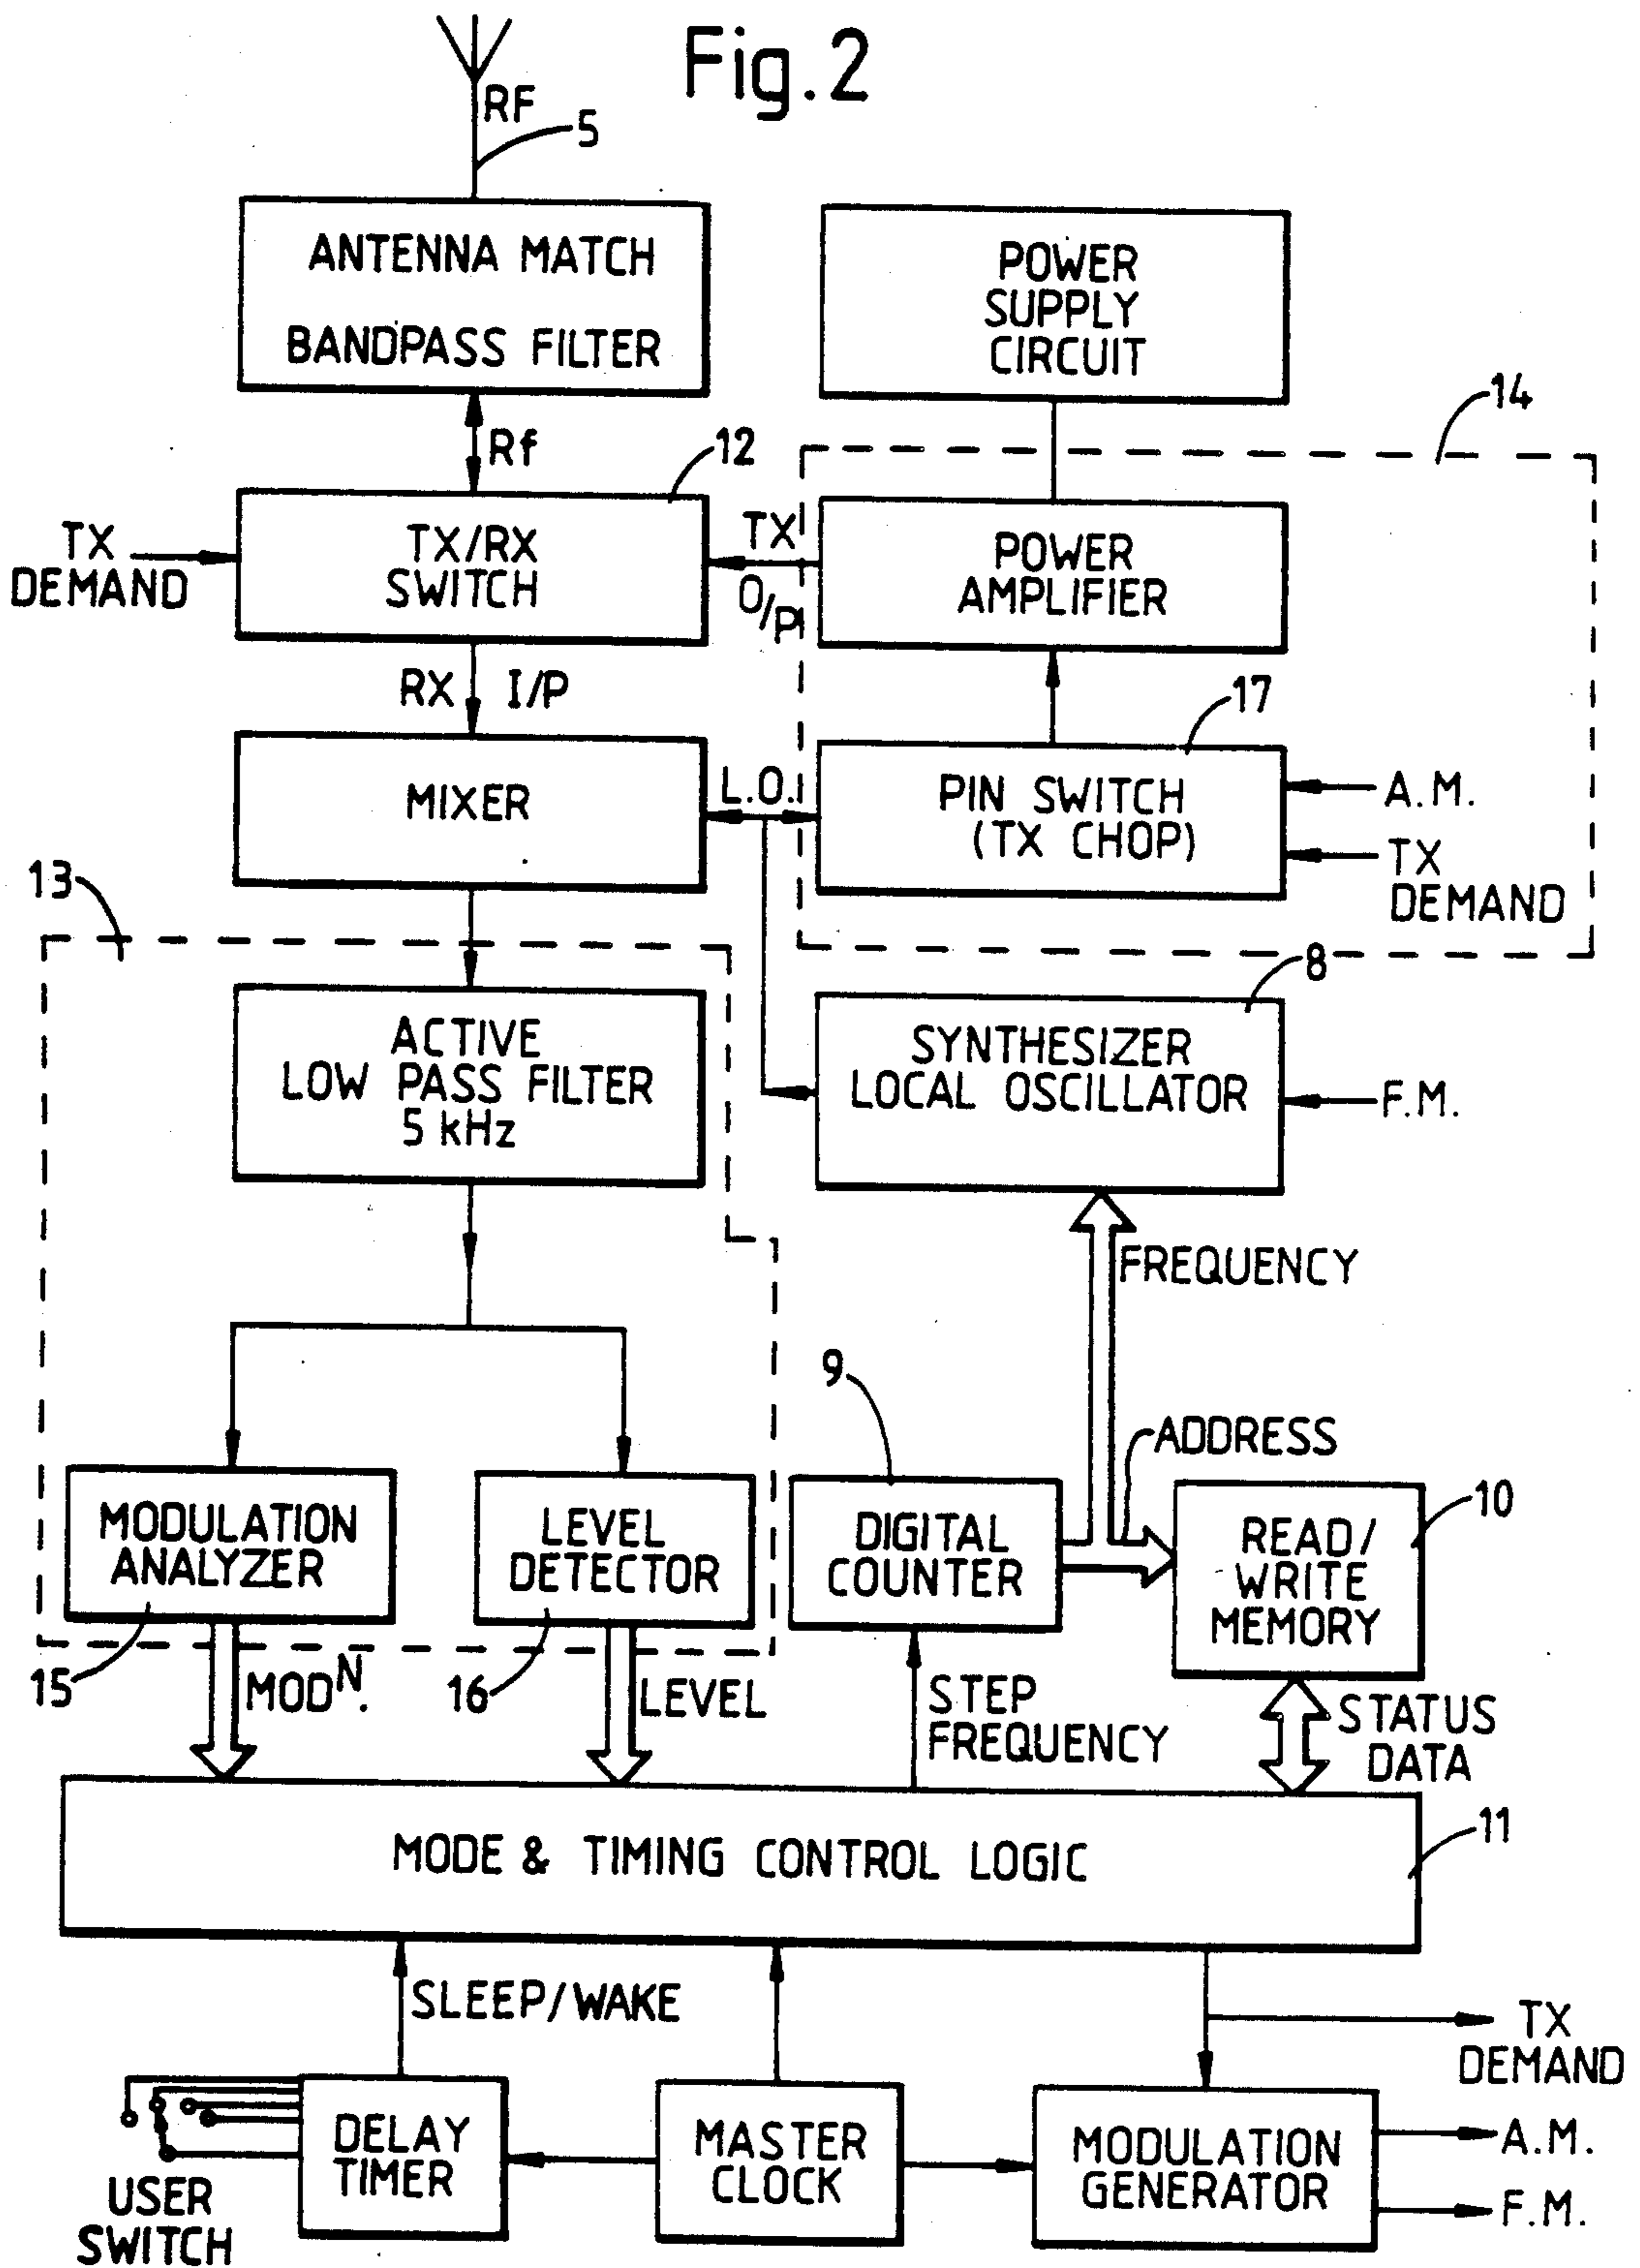 Fig.2
RF
5
ANTENNA MATCH
BANDPASS FILTER
POWER
SUPPLY
CIRCUIT
14
Rf
12
TX
DEMAND
TX/RX
SWITCH
TX
O/P
POWER
AMPLIFIER
RX I/P
17
MIXER
L.O.
PIN SWITCH
(TX CHOP)
A.M.
TX
DEMAND
13
8
ACTIVE
LOW PASS FILTER
5 kHz
SYNTHESIZER
LOCAL OSCILLATOR
F.M.
FREQUENCY
9
ADDRESS
MODULATION
ANALYZER
LEVEL
DETECTOR
DIGITAL
COUNTER
READ/
WRITE
MEMORY
10
15
MODN.
16
LEVEL
STEP
FREQUENCY
STATUS
DATA
MODE & TIMING CONTROL LOGIC
11
SLEEP/WAKE
TX
DEMAND
USER
SWITCH
DELAY
TIMER
MASTER
CLOCK
MODULATION
GENERATOR
A.M.
F.M.